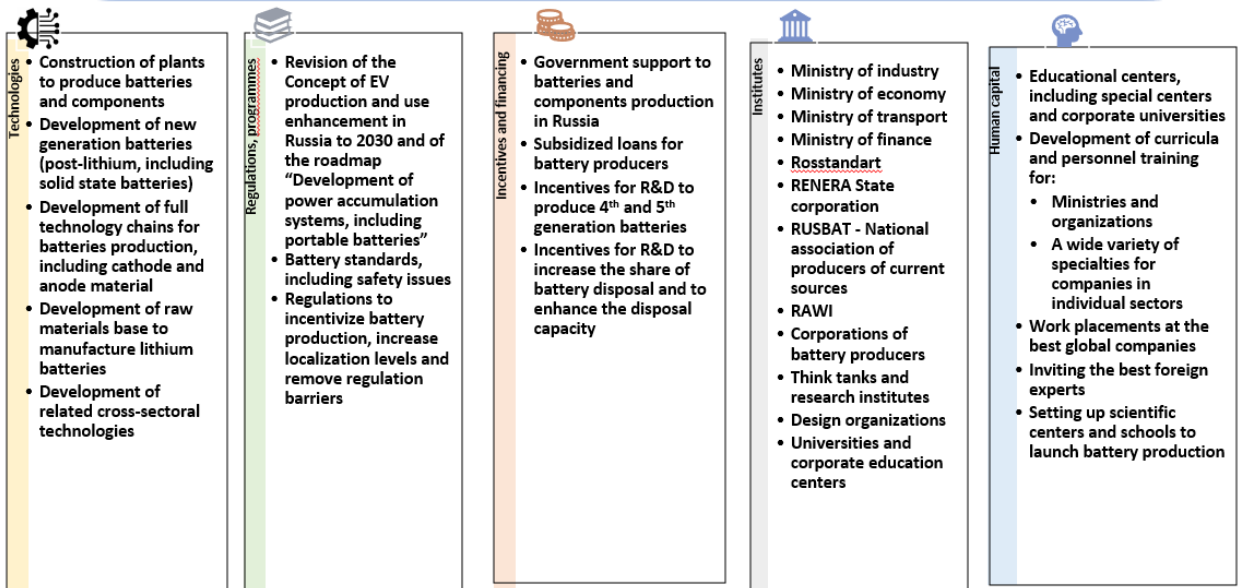 Technologies
• Construction of plants
to produce batteries
and components
• Development of new
generation batteries
(post-lithium, including
solid state batteries)
• Development of full
technology chains for
batteries production,
including cathode and
anode material
• Development of raw
materials base to
manufacture lithium
batteries
• Development of
related cross-sectoral
technologies
Regulations, programmes
• Revision of the
Concept of EV
production and use
enhancement in
Russia to 2030 and of
the roadmap
“Development of
power accumulation
systems, including
portable batteries”
• Battery standards,
including safety issues
• Regulations to
incentivize battery
production, increase
localization levels and
remove regulation
barriers
Incentives and financing
• Government support to
batteries and
components production
in Russia
• Subsidized loans for
battery producers
• Incentives for R&D to
produce 4th and 5th
generation batteries
• Incentives for R&D to
increase the share of
battery disposal and to
enhance the disposal
capacity
Institutes
• Ministry of industry
• Ministry of economy
• Ministry of transport
• Ministry of finance
• Rosstandart
• RENERA State
corporation
• RUSBAT - National
association of
producers of current
sources
• RAWI
• Corporations of
battery producers
• Think tanks and
research institutes
• Design organizations
• Universities and
corporate education
centers
Human capital
• Educational centers,
including special centers
and corporate universities
• Development of curricula
and personnel training
for:
• Ministries and
organizations
• A wide variety of
specialties for
companies in
individual sectors
• Work placements at the
best global companies
• Inviting the best foreign
experts
• Setting up scientific
centers and schools to
launch battery production